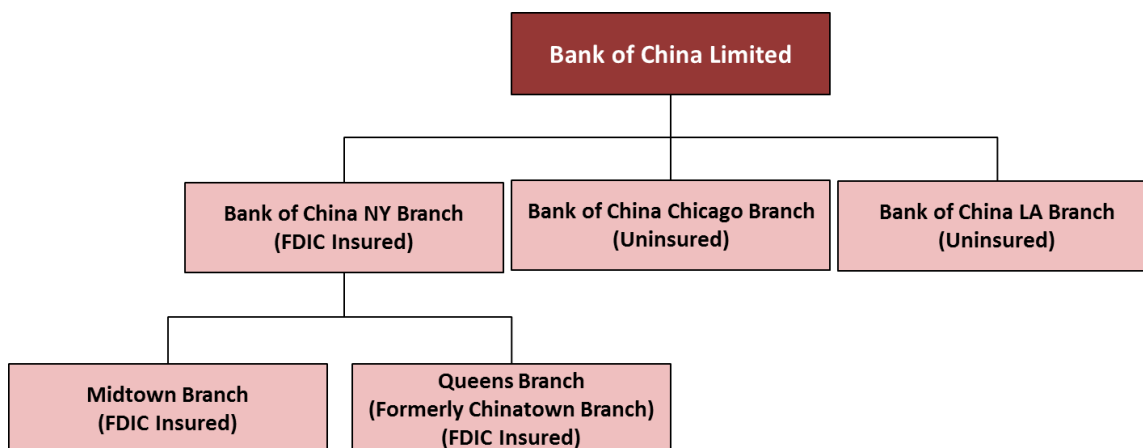 Bank of China Limited
Bank of China NY Branch
(FDIC Insured)
Bank of China Chicago Branch
(Uninsured)
Bank of China LA Branch
(Uninsured)
Midtown Branch
(FDIC Insured)
Queens Branch
(Formerly Chinatown Branch)
(FDIC Insured)